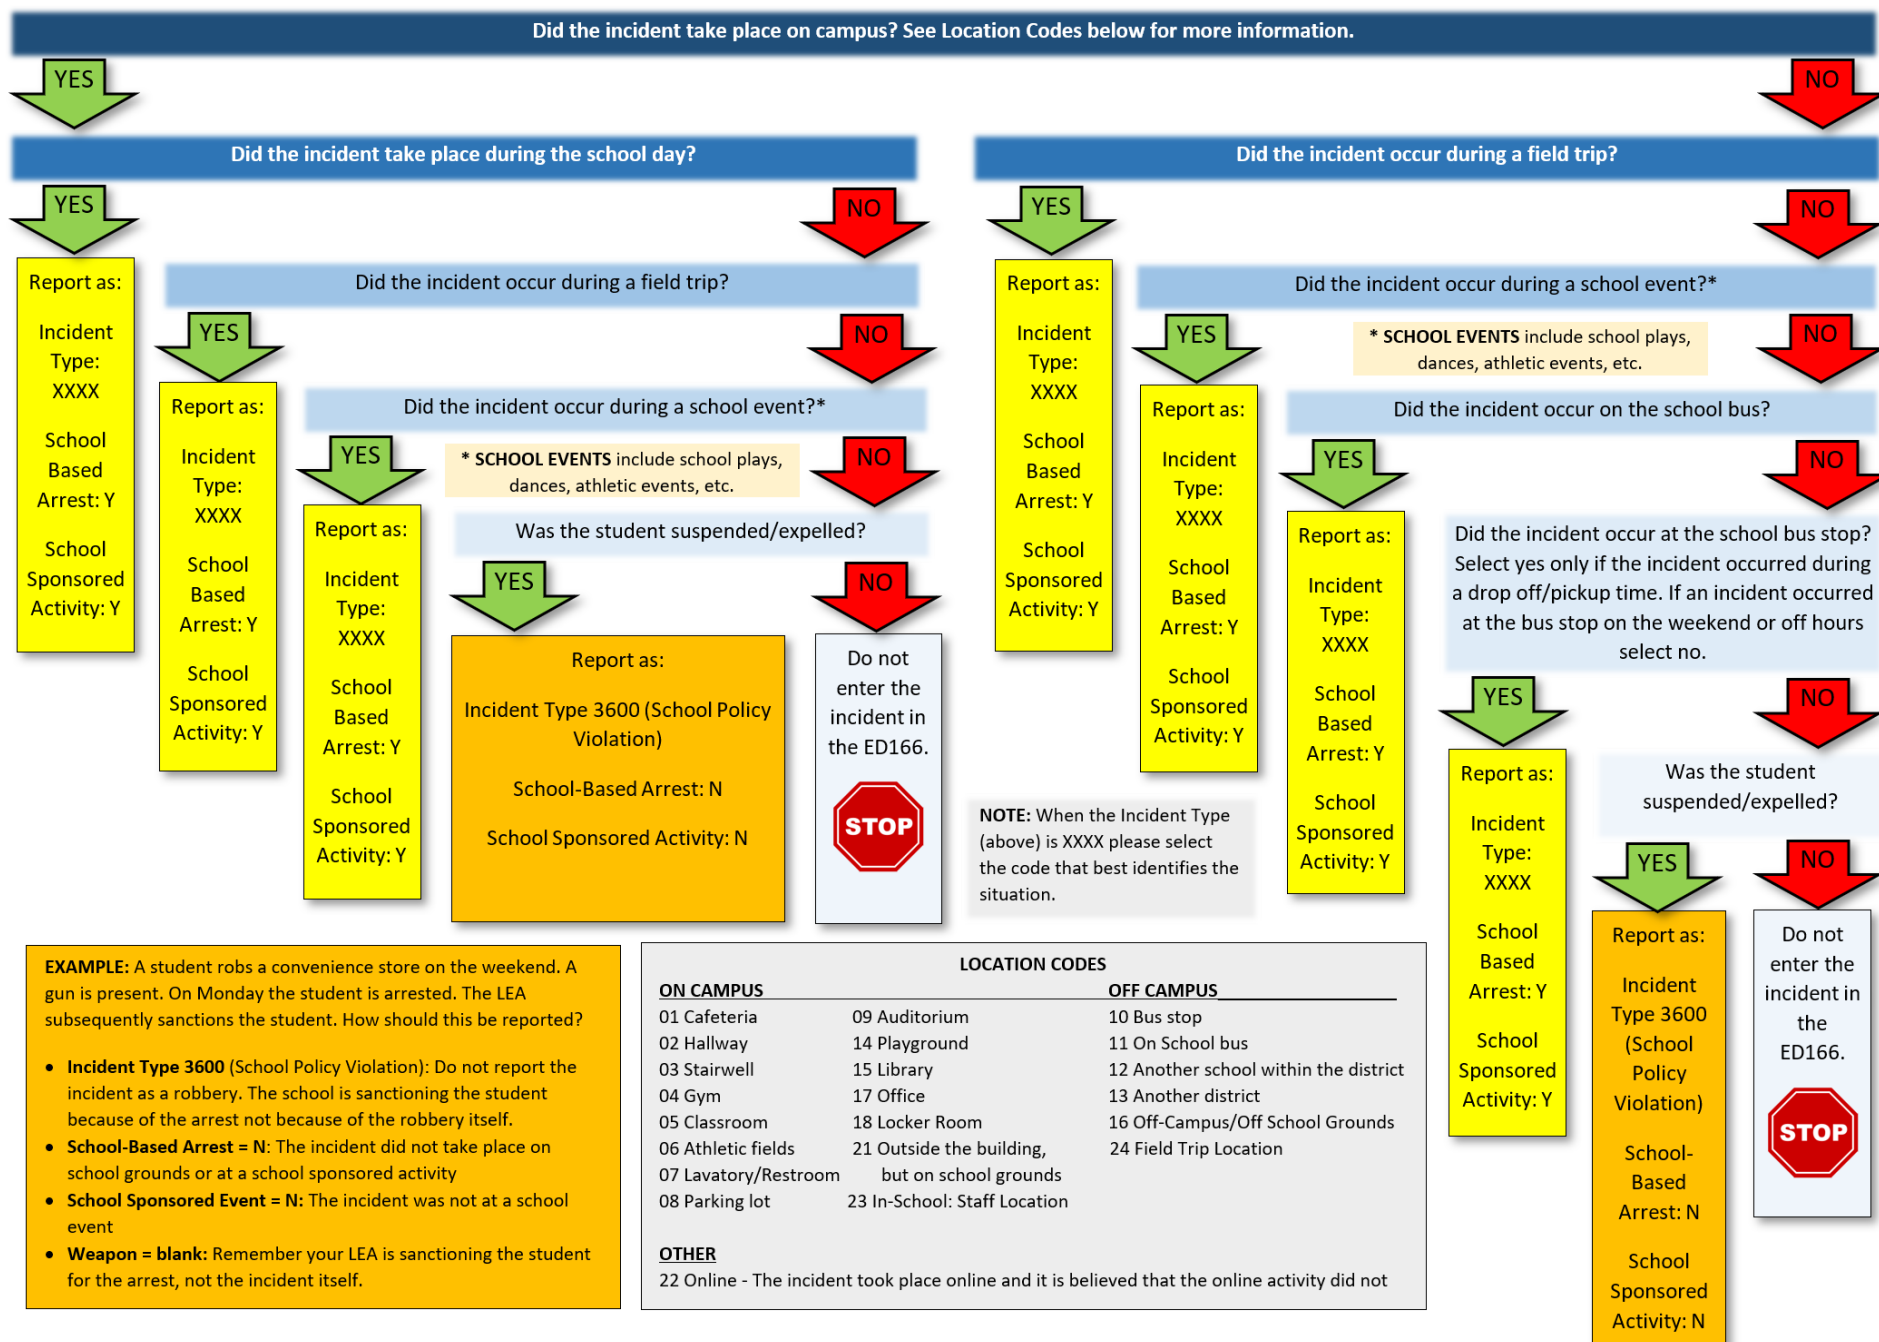 Did the incident take place on campus? See Location Codes below for more information.
YES
NO
Did the incident take place during the school day?
Did the incident occur during a field trip?
YES
NO
YES
NO
Report as:
Incident
Type:
XXXX
School
Based
Arrest: Y
School
Sponsored
Activity: Y
Did the incident occur during a field trip?
YES
NO
Report as:
Incident
Type:
XXXX
School
Based
Arrest: Y
School
Sponsored
Activity: Y
Did the incident occur during a school event?*
YES
NO
* SCHOOL EVENTS include school plays,
dances, athletic events, etc.
Report as:
Incident
Type:
XXXX
School
Based
Arrest: Y
School
Sponsored
Activity: Y
Was the student suspended/expelled?
YES
NO
Report as:
Incident Type 3600 (School Policy
Violation)
School-Based Arrest: N
School Sponsored Activity: N
Do not
enter the
incident in
the ED166.
STOP
Report as:
Incident
Type:
XXXX
School
Based
Arrest: Y
School
Sponsored
Activity: Y
Did the incident occur during a school event?*
YES
NO
* SCHOOL EVENTS include school plays,
dances, athletic events, etc.
Report as:
Incident
Type:
XXXX
School
Based
Arrest: Y
School
Sponsored
Activity: Y
Did the incident occur on the school bus?
YES
NO
Report as:
Incident
Type:
XXXX
School
Based
Arrest: Y
School
Sponsored
Activity: Y
Did the incident occur at the school bus stop?
Select yes only if the incident occurred during
a drop off/pickup time. If an incident occurred
at the bus stop on the weekend or off hours
select no.
YES
NO
Report as:
Incident
Type:
XXXX
School
Based
Arrest: Y
School
Sponsored
Activity: Y
Was the student
suspended/expelled?
YES
NO
Report as:
Incident
Type 3600
(School
Policy
Violation)
School-
Based
Arrest: N
School
Sponsored
Activity: N
Do not
enter the
incident in
the
ED166.
STOP
NOTE: When the Incident Type
(above) is XXXX please select
the code that best identifies the
situation.
EXAMPLE: A student robs a convenience store on the weekend. A
gun is present. On Monday the student is arrested. The LEA
subsequently sanctions the student. How should this be reported?
• Incident Type 3600 (School Policy Violation): Do not report the
incident as a robbery. The school is sanctioning the student
because of the arrest not because of the robbery itself.
• School-Based Arrest = N: The incident did not take place on
school grounds or at a school sponsored activity
• School Sponsored Event = N: The incident was not at a school
event
• Weapon = blank: Remember your LEA is sanctioning the student
for the arrest, not the incident itself.
LOCATION CODES
ON CAMPUS OFF CAMPUS
01 Cafeteria 09 Auditorium 10 Bus stop
02 Hallway 14 Playground 11 On School bus
03 Stairwell 15 Library 12 Another school within the district
04 Gym 17 Office 13 Another district
05 Classroom 18 Locker Room 16 Off-Campus/Off School Grounds
06 Athletic fields 21 Outside the building, 24 Field Trip Location
07 Lavatory/Restroom but on school grounds
08 Parking lot 23 In-School: Staff Location
OTHER
22 Online - The incident took place online and it is believed that the online activity did not